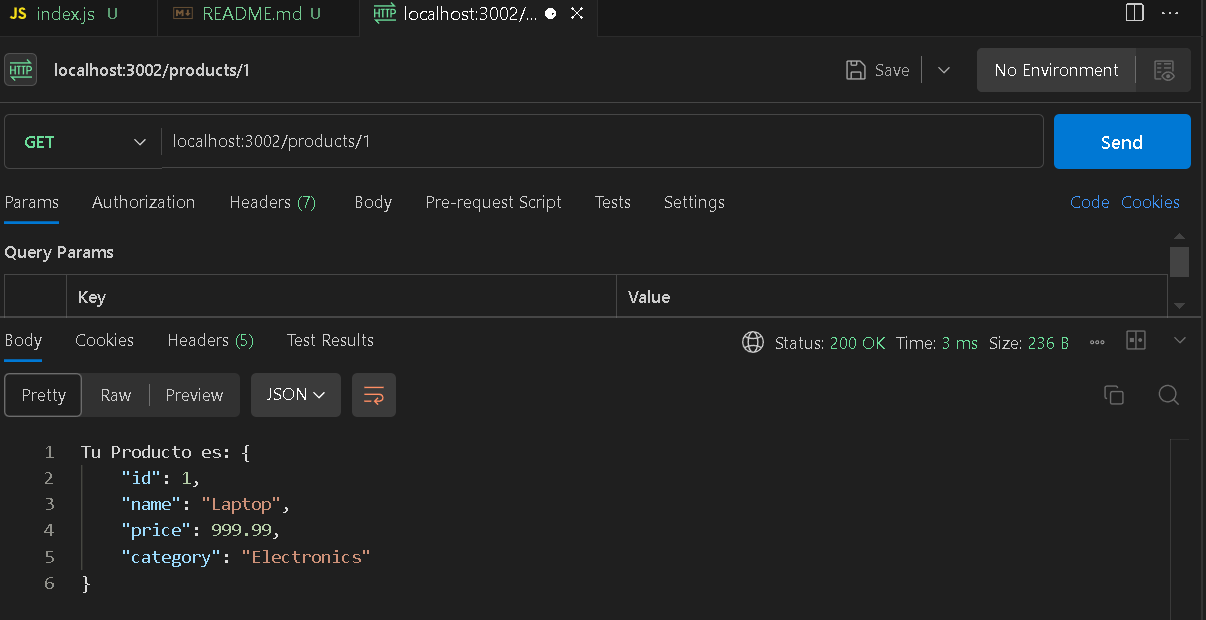 JS index.js U README.md U HTTP localhost:3002/...
HTTP localhost:3002/products/1 Save No Environment
GET localhost:3002/products/1 Send
Params Authorization Headers (7) Body Pre-request Script Tests Settings Code Cookies
Query Params
Key Value
Body Cookies Headers (5) Test Results Status: 200 OK Time: 3 ms Size: 236 B
Pretty Raw Preview JSON
1 Tu Producto es: {
2 "id": 1,
3 "name": "Laptop",
4 "price": 999.99,
5 "category": "Electronics"
6 }